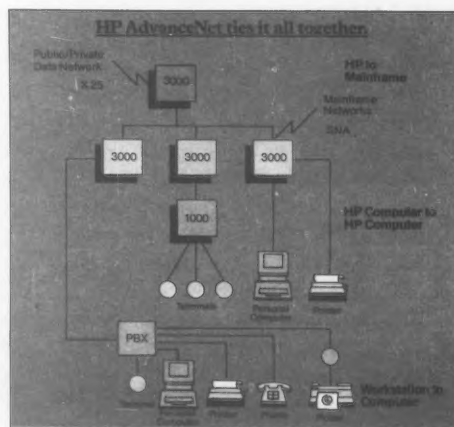 HP AdvanceNet ties it all together.
Public/Private
Data Network
X.25
3000
HP to
Mainframe
Mainframe
Networks
SNA
3000
3000
3000
1000
HP Computer to
HP Computer
Terminals
Personal
Computer
Printer
PBX
Workstation to
Computer
Terminal
Personal
Computer
Printer
Phone
Printer